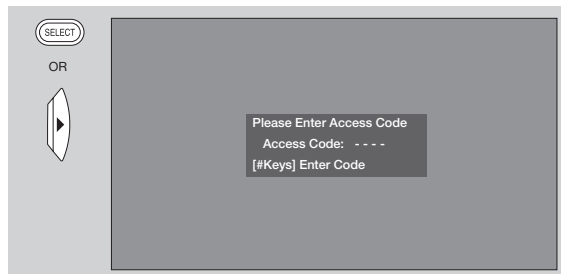 SELECT
OR
Please Enter Access Code
Access Code: - - - -
[#Keys] Enter Code